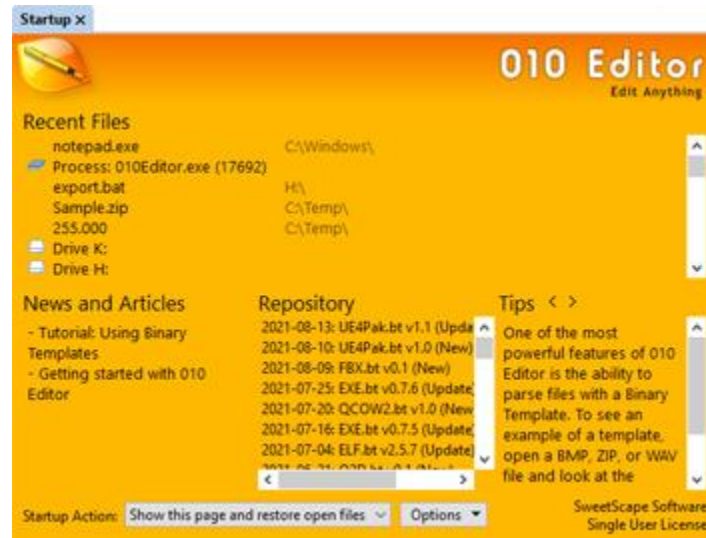 Startup ×
010 Editor
Edit Anything
Recent Files
notepad.exe C:\Windows\
Process: 010Editor.exe (17692)
export.bat H:\
Sample.zip C:\Temp\
255.000 C:\Temp\
Drive K:
Drive H:
News and Articles
- Tutorial: Using Binary
Templates
- Getting started with 010
Editor
Repository
2021-08-13: UE4Pak.bt v1.1 (Upda
2021-08-10: UE4Pak.bt v1.0 (New)
2021-08-09: FBX.bt v0.1 (New)
2021-07-25: EXE.bt v0.7.6 (Update)
2021-07-20: QCOW2.bt v1.0 (New
2021-07-16: EXE.bt v0.7.5 (Update)
2021-07-04: ELF.bt v2.5.7 (Update)
Tips < >
One of the most
powerful features of 010
Editor is the ability to
parse files with a Binary
Template. To see an
example of a template,
open a BMP, ZIP, or WAV
file and look at the
Startup Action: Show this page and restore open files Options
SweetScape Software
Single User License